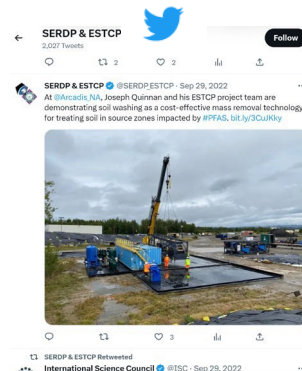 SERDP & ESTCP
2,027 Tweets
Follow
2
2
SERDP & ESTCP @SERDP_ESTCP · Sep 29, 2022
At @Arcadis_NA, Joseph Quinnan and his ESTCP project team are
demonstrating soil washing as a cost-effective mass removal technology
for treating soil in source zones impacted by #PFAS. bit.ly/3CuJKky
3
SERDP & ESTCP Retweeted
International Science Council @ISC · Sep 29, 2022